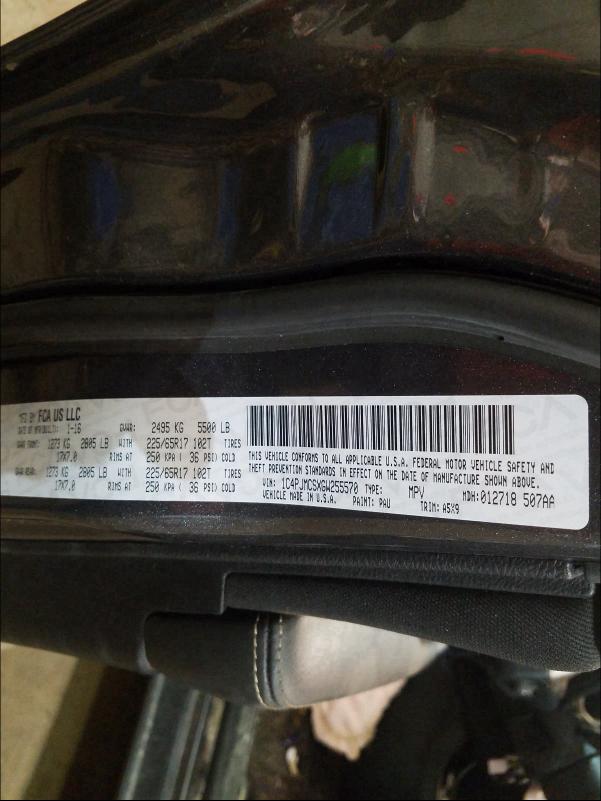 MFD BY FCA US LLC
DATE OF MFR(BUILT): 1-16 GVWR: 2495 KG 5500 LB
GAWR FRONT: 1273 KG 2805 LB WITH 225/65R17 102T TIRES
17X7.0 RIMS AT 250 KPA ( 36 PSI) COLD
GAWR REAR: 1273 KG 2805 LB WITH 225/65R17 102T TIRES
17X7.0 RIMS AT 250 KPA ( 36 PSI) COLD
THIS VEHICLE CONFORMS TO ALL APPLICABLE U.S.A. FEDERAL MOTOR VEHICLE SAFETY AND
THEFT PREVENTION STANDARDS IN EFFECT ON THE DATE OF MANUFACTURE SHOWN ABOVE.
VIN: 1C4PJMCSXGW255570 TYPE: MPV MDH:012718 507AA
VEHICLE MADE IN U.S.A. PAINT: PAU TRIM: A5X9